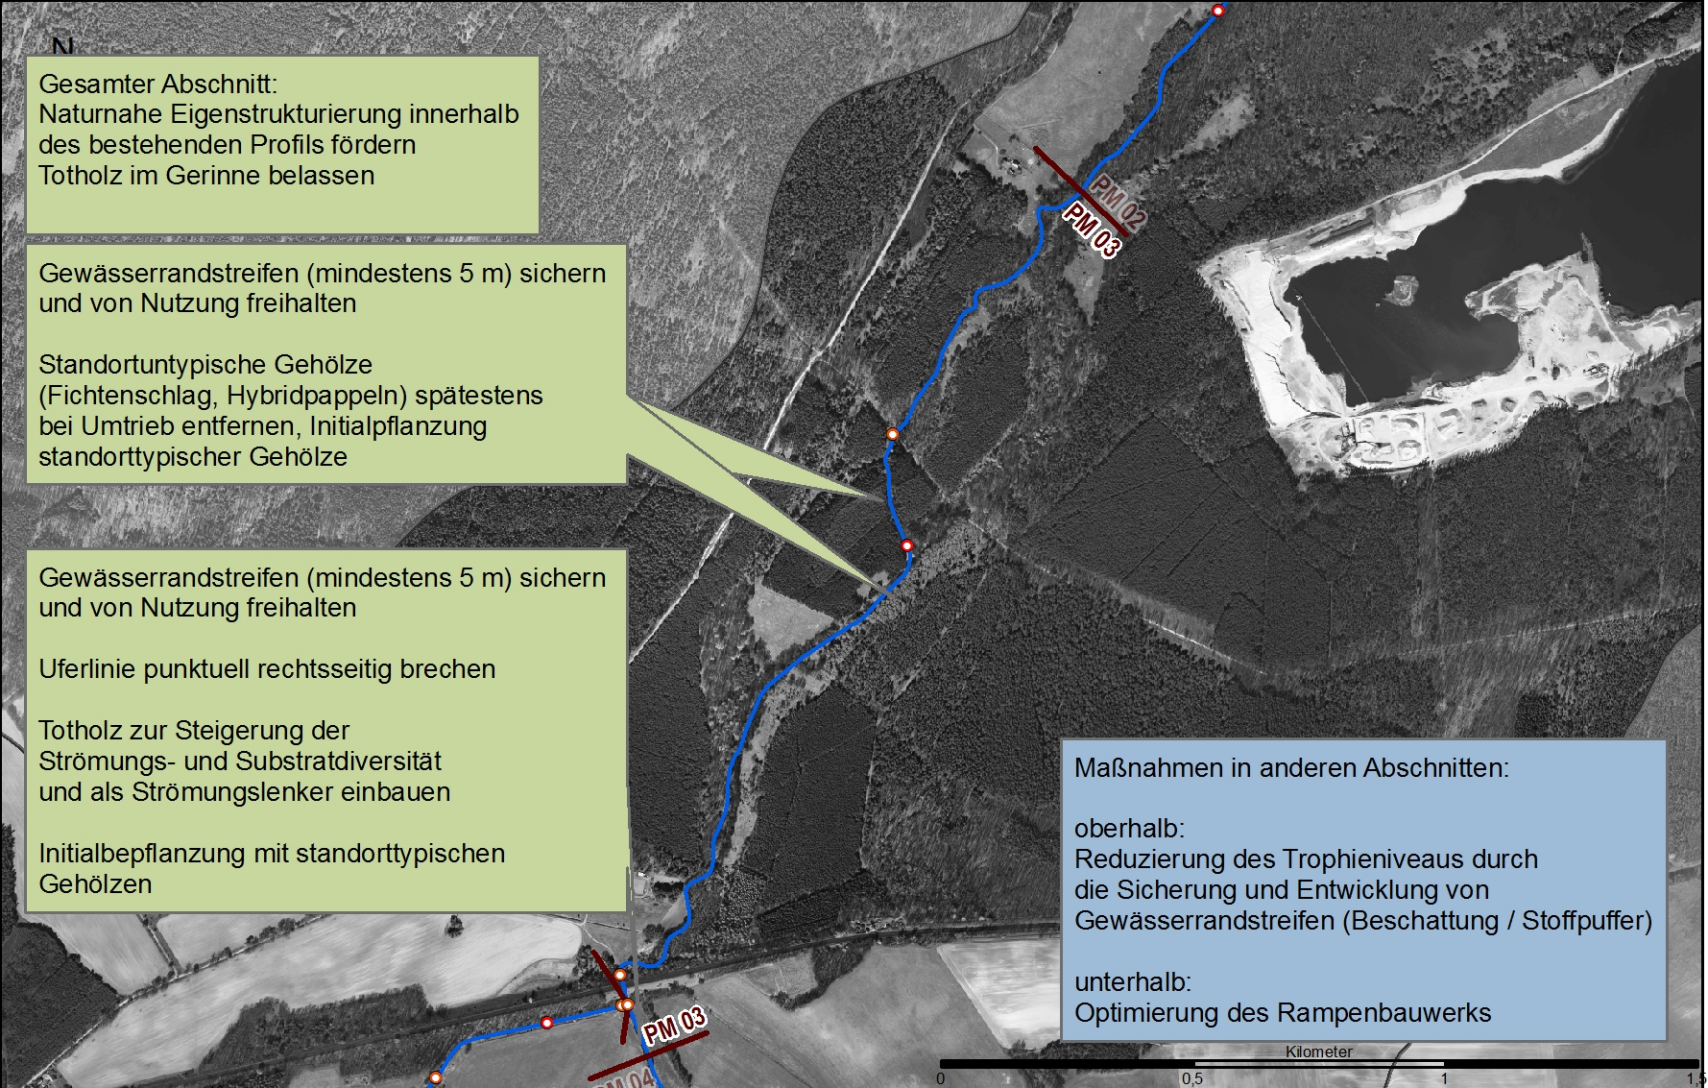 N
Gesamter Abschnitt:
Naturnahe Eigenstrukturierung innerhalb
des bestehenden Profils fördern
Totholz im Gerinne belassen
Gewässerrandstreifen (mindestens 5 m) sichern
und von Nutzung freihalten
Standortuntypische Gehölze
(Fichtenschlag, Hybridpappeln) spätestens
bei Umtrieb entfernen, Initialpflanzung
standorttypischer Gehölze
Gewässerrandstreifen (mindestens 5 m) sichern
und von Nutzung freihalten
Uferlinie punktuell rechtsseitig brechen
Totholz zur Steigerung der
Strömungs- und Substratdiversität
und als Strömungslenker einbauen
Initialbepflanzung mit standorttypischen
Gehölzen
PM 02
PM 03
Maßnahmen in anderen Abschnitten:
oberhalb:
Reduzierung des Trophieniveaus durch
die Sicherung und Entwicklung von
Gewässerrandstreifen (Beschattung / Stoffpuffer)
unterhalb:
Optimierung des Rampenbauwerks
PM 03
PM 04
Kilometer
0 0,5 1 1,5